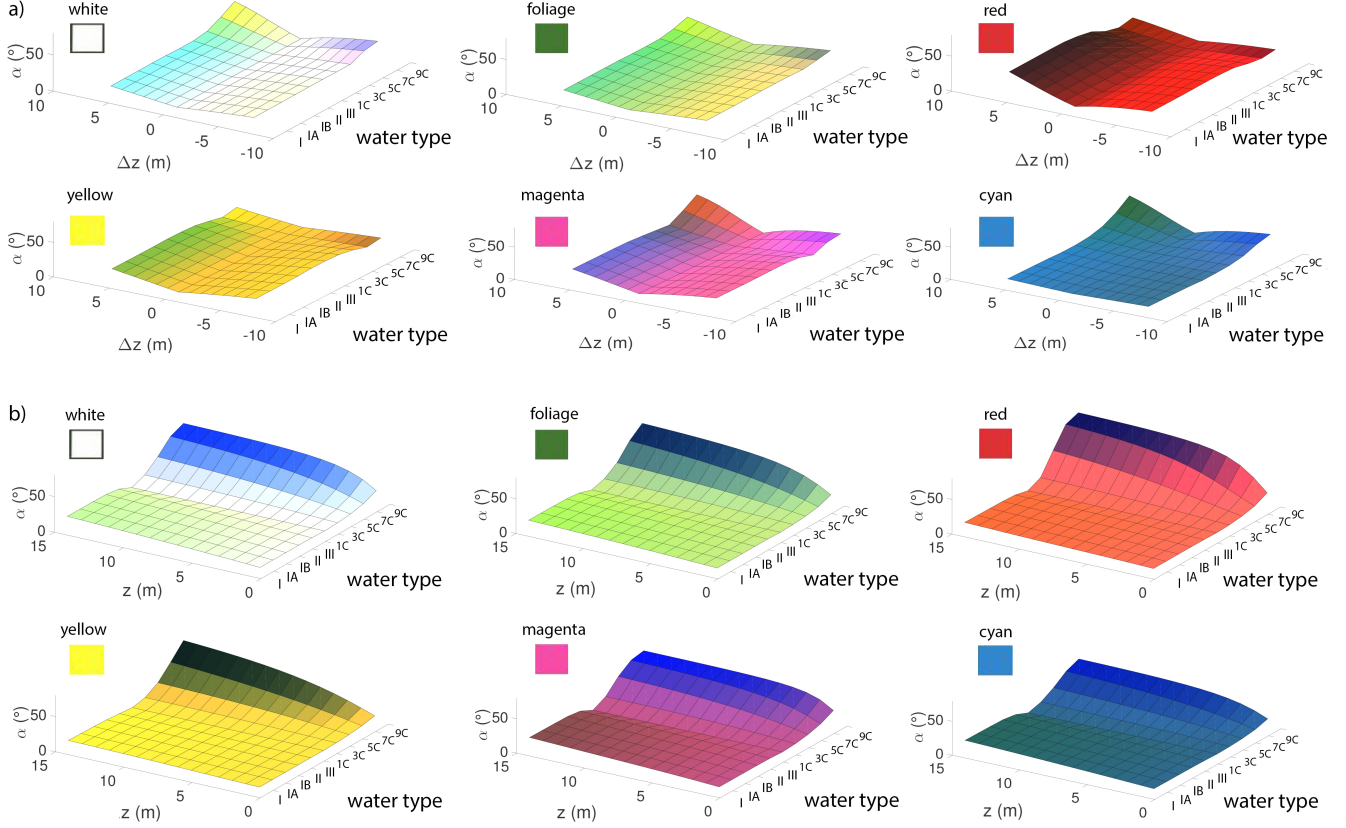 a)
white
foliage
red
α (°)
50
0
10
5
0
-5
-10
Δz (m)
I IA IB II III 1C 3C 5C 7C 9C
water type
α (°)
50
0
10
5
0
-5
-10
Δz (m)
I IA IB II III 1C 3C 5C 7C 9C
water type
α (°)
50
0
10
5
0
-5
-10
Δz (m)
I IA IB II III 1C 3C 5C 7C 9C
water type
yellow
magenta
cyan
α (°)
50
0
10
5
0
-5
-10
Δz (m)
I IA IB II III 1C 3C 5C 7C 9C
water type
α (°)
50
0
10
5
0
-5
-10
Δz (m)
I IA IB II III 1C 3C 5C 7C 9C
water type
α (°)
50
0
10
5
0
-5
-10
Δz (m)
I IA IB II III 1C 3C 5C 7C 9C
water type
b)
white
foliage
red
α (°)
50
0
15
10
5
0
z (m)
I IA IB II III 1C 3C 5C 7C 9C
water type
α (°)
50
0
15
10
5
0
z (m)
I IA IB II III 1C 3C 5C 7C 9C
water type
α (°)
50
0
15
10
5
0
z (m)
I IA IB II III 1C 3C 5C 7C 9C
water type
yellow
magenta
cyan
α (°)
50
0
15
10
5
0
z (m)
I IA IB II III 1C 3C 5C 7C 9C
water type
α (°)
50
0
15
10
5
0
z (m)
I IA IB II III 1C 3C 5C 7C 9C
water type
α (°)
50
0
15
10
5
0
z (m)
I IA IB II III 1C 3C 5C 7C 9C
water type